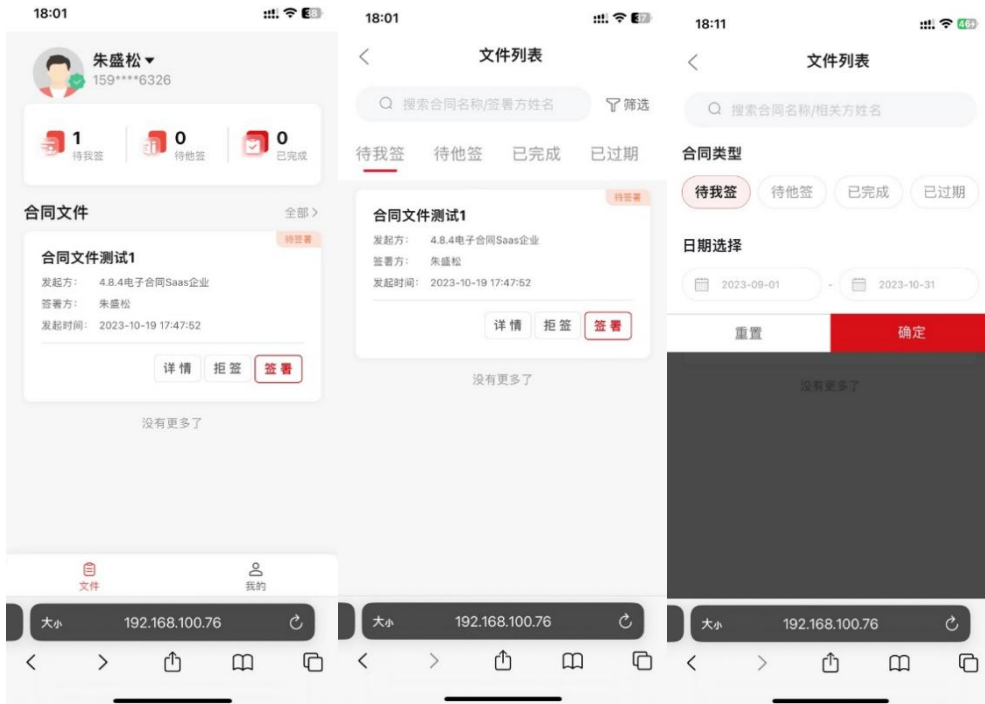 18:01
38
朱盛松
159****6326
1
待我签
0
待他签
0
已完成
合同文件
全部
待签署
合同文件测试1
发起方： 4.8.4电子合同Saas企业
签署方： 朱盛松
发起时间： 2023-10-19 17:47:52
详情 拒签 签署
没有更多了
文件 我的
大小 192.168.100.76
18:01
37
文件列表
搜索合同名称/签署方姓名 筛选
待我签 待他签 已完成 已过期
待签署
合同文件测试1
发起方： 4.8.4电子合同Saas企业
签署方： 朱盛松
发起时间： 2023-10-19 17:47:52
详情 拒签 签署
没有更多了
大小 192.168.100.76
18:11
46
文件列表
搜索合同名称/相关方姓名
合同类型
待我签 待他签 已完成 已过期
日期选择
2023-09-01 - 2023-10-31
重置 确定
没有更多了
大小 192.168.100.76